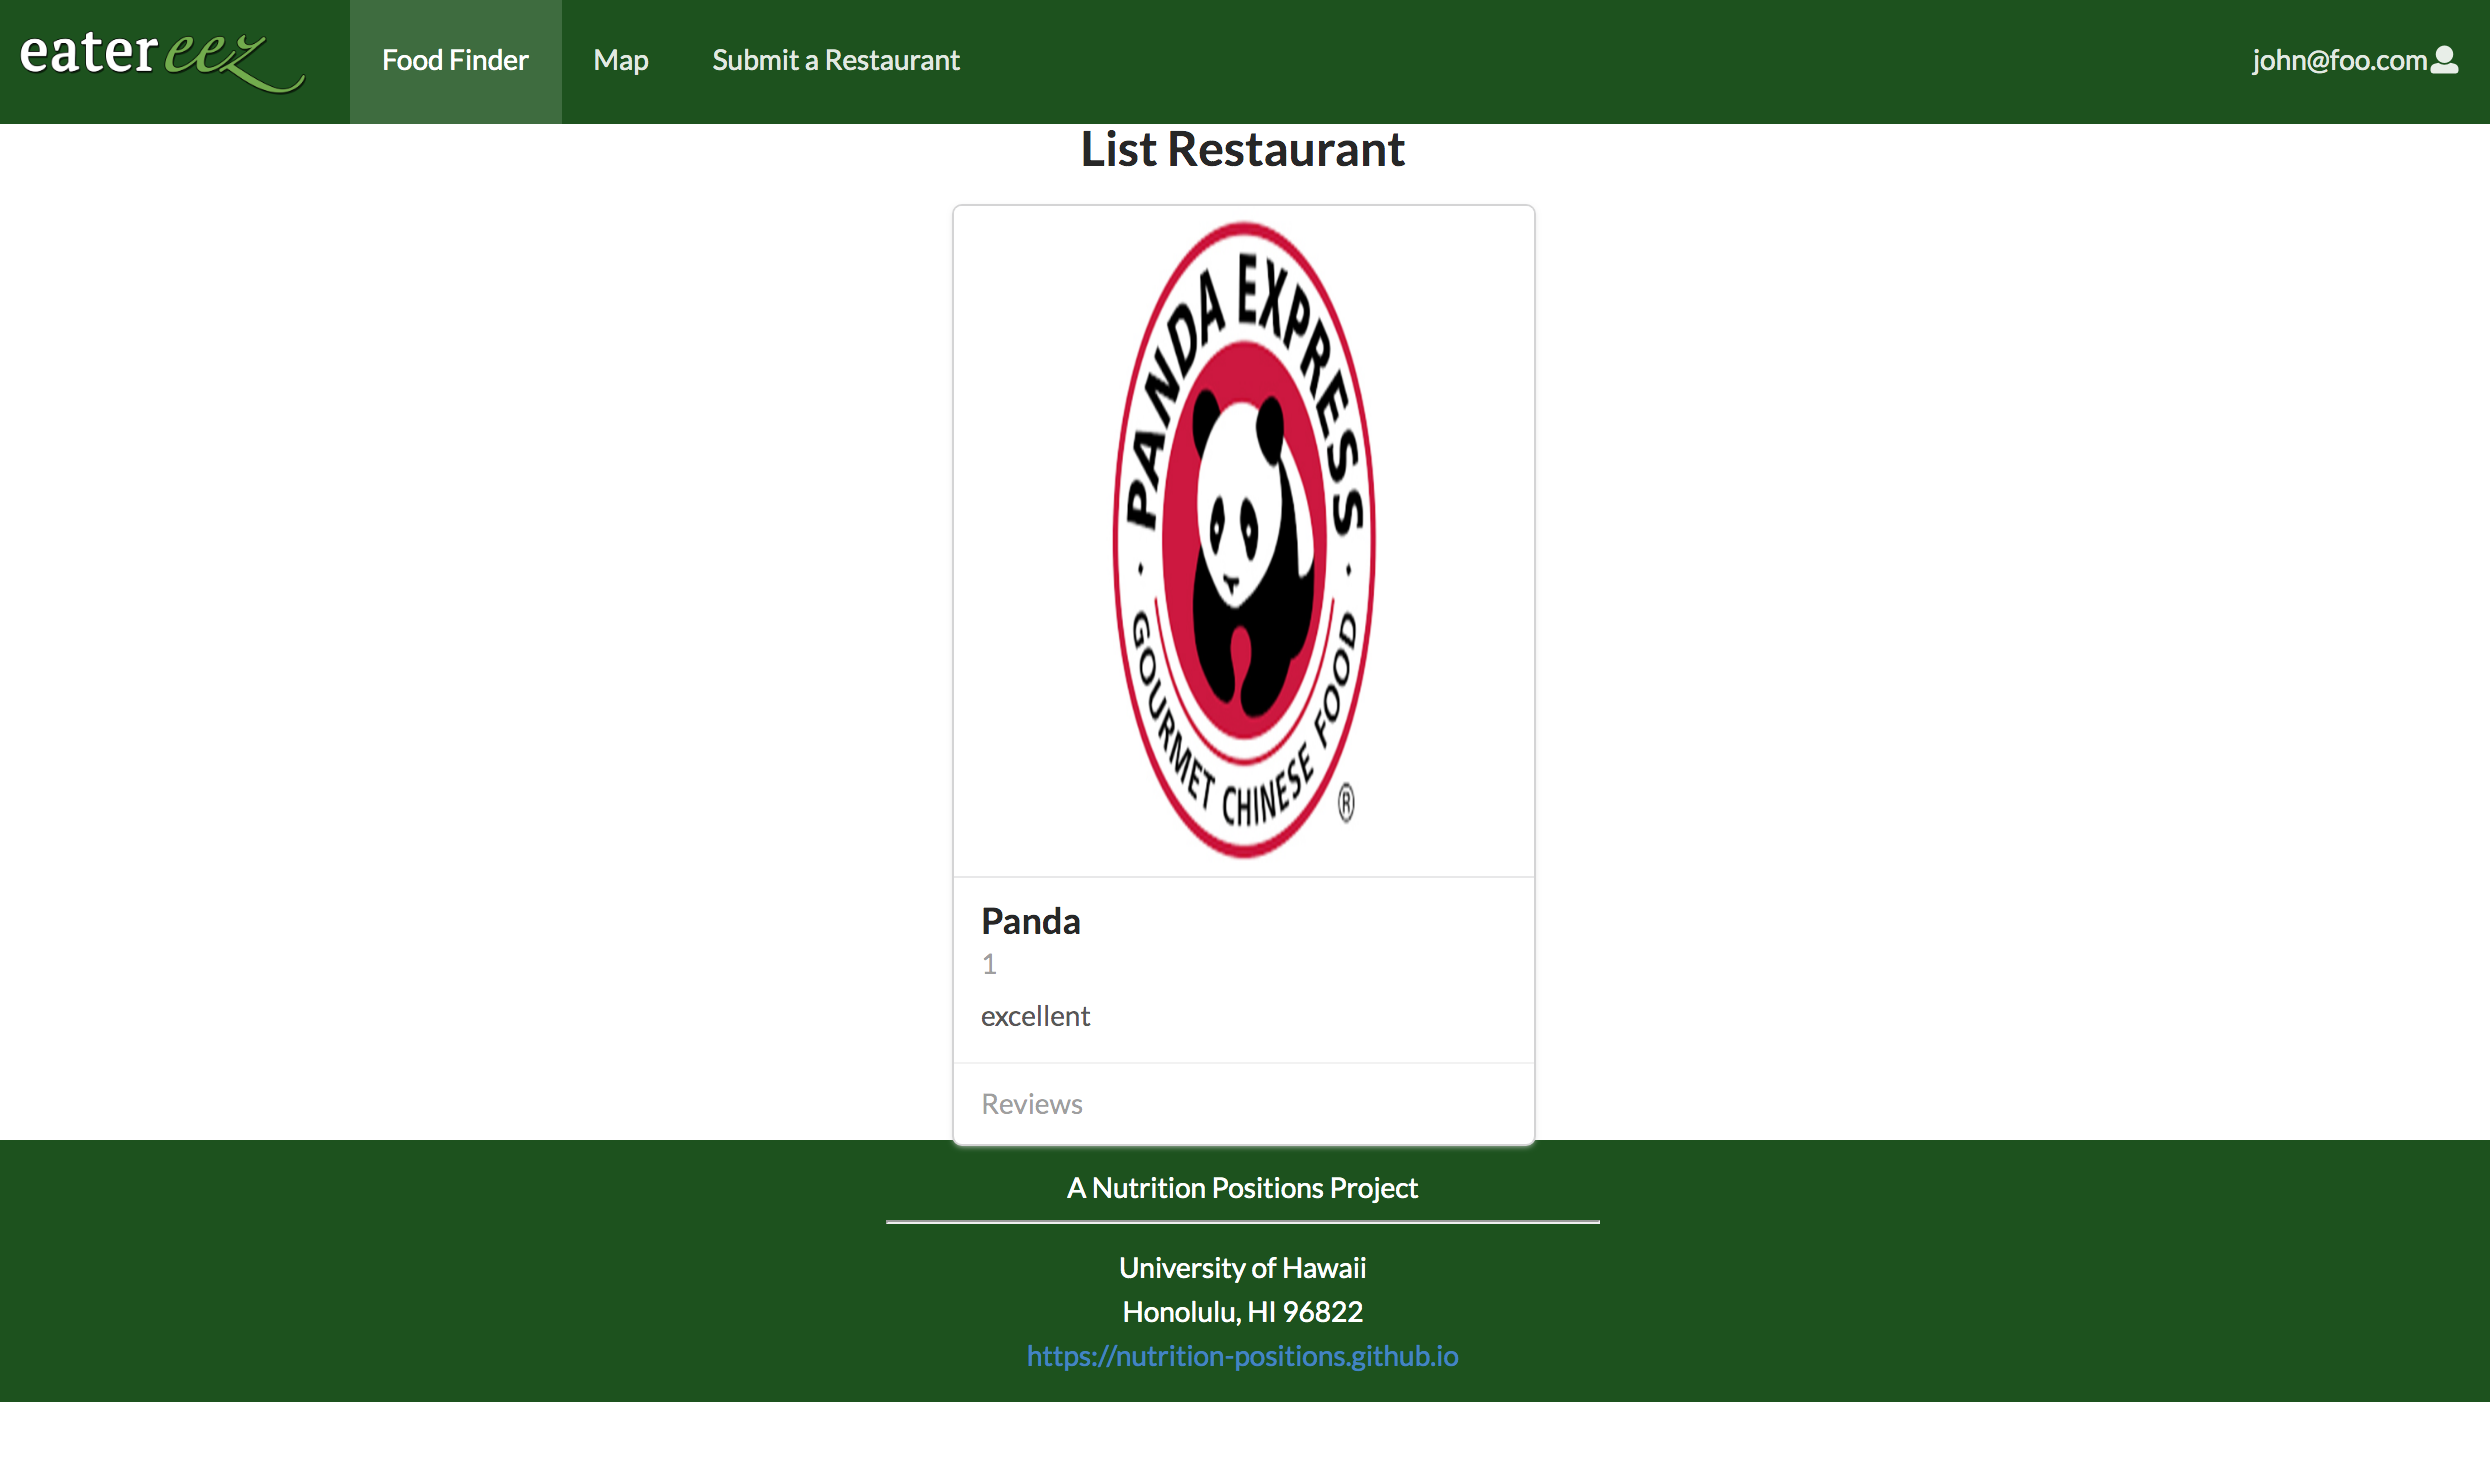 eatereez Food Finder Map Submit a Restaurant john@foo.com
List Restaurant
PANDA EXPRESS
GOURMET CHINESE FOOD
®
Panda
1
excellent
Reviews
A Nutrition Positions Project
University of Hawaii
Honolulu, HI 96822
https://nutrition-positions.github.io